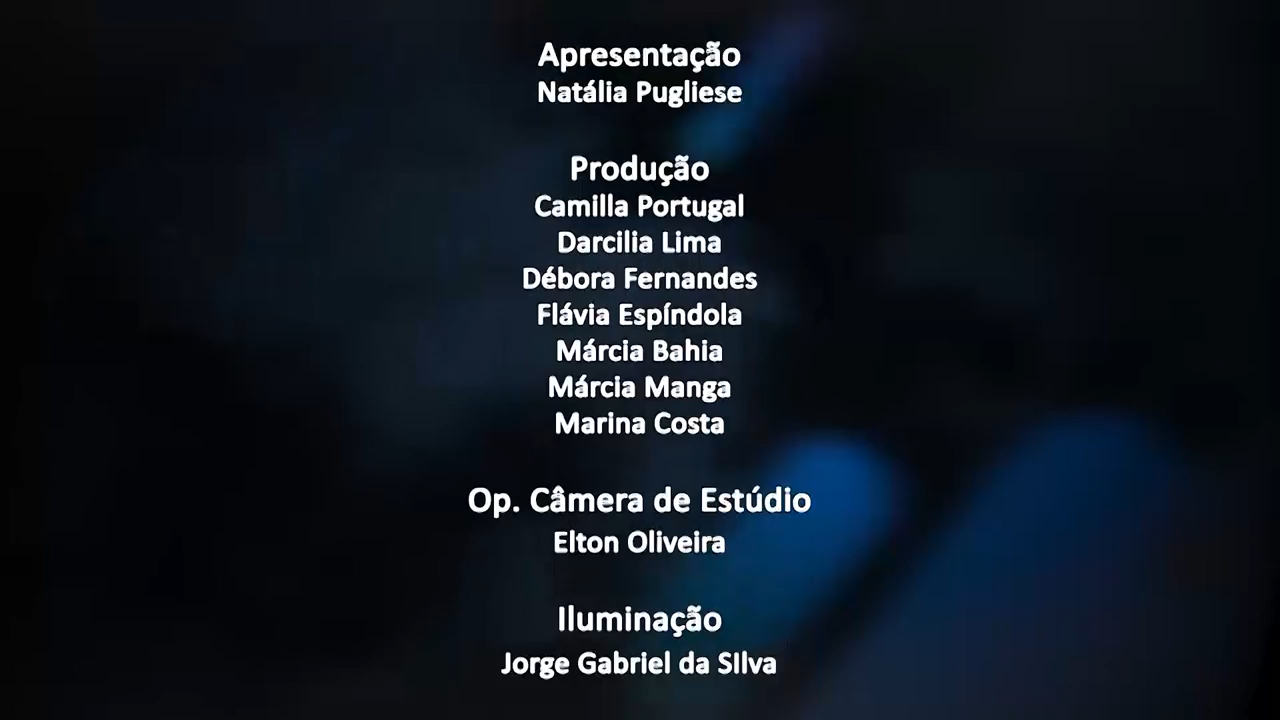 Apresentação
Natália Pugliese
Produção
Camilla Portugal
Darcilia Lima
Débora Fernandes
Flávia Espíndola
Márcia Bahia
Márcia Manga
Marina Costa
Op. Câmera de Estúdio
Elton Oliveira
Iluminação
Jorge Gabriel da SIlva